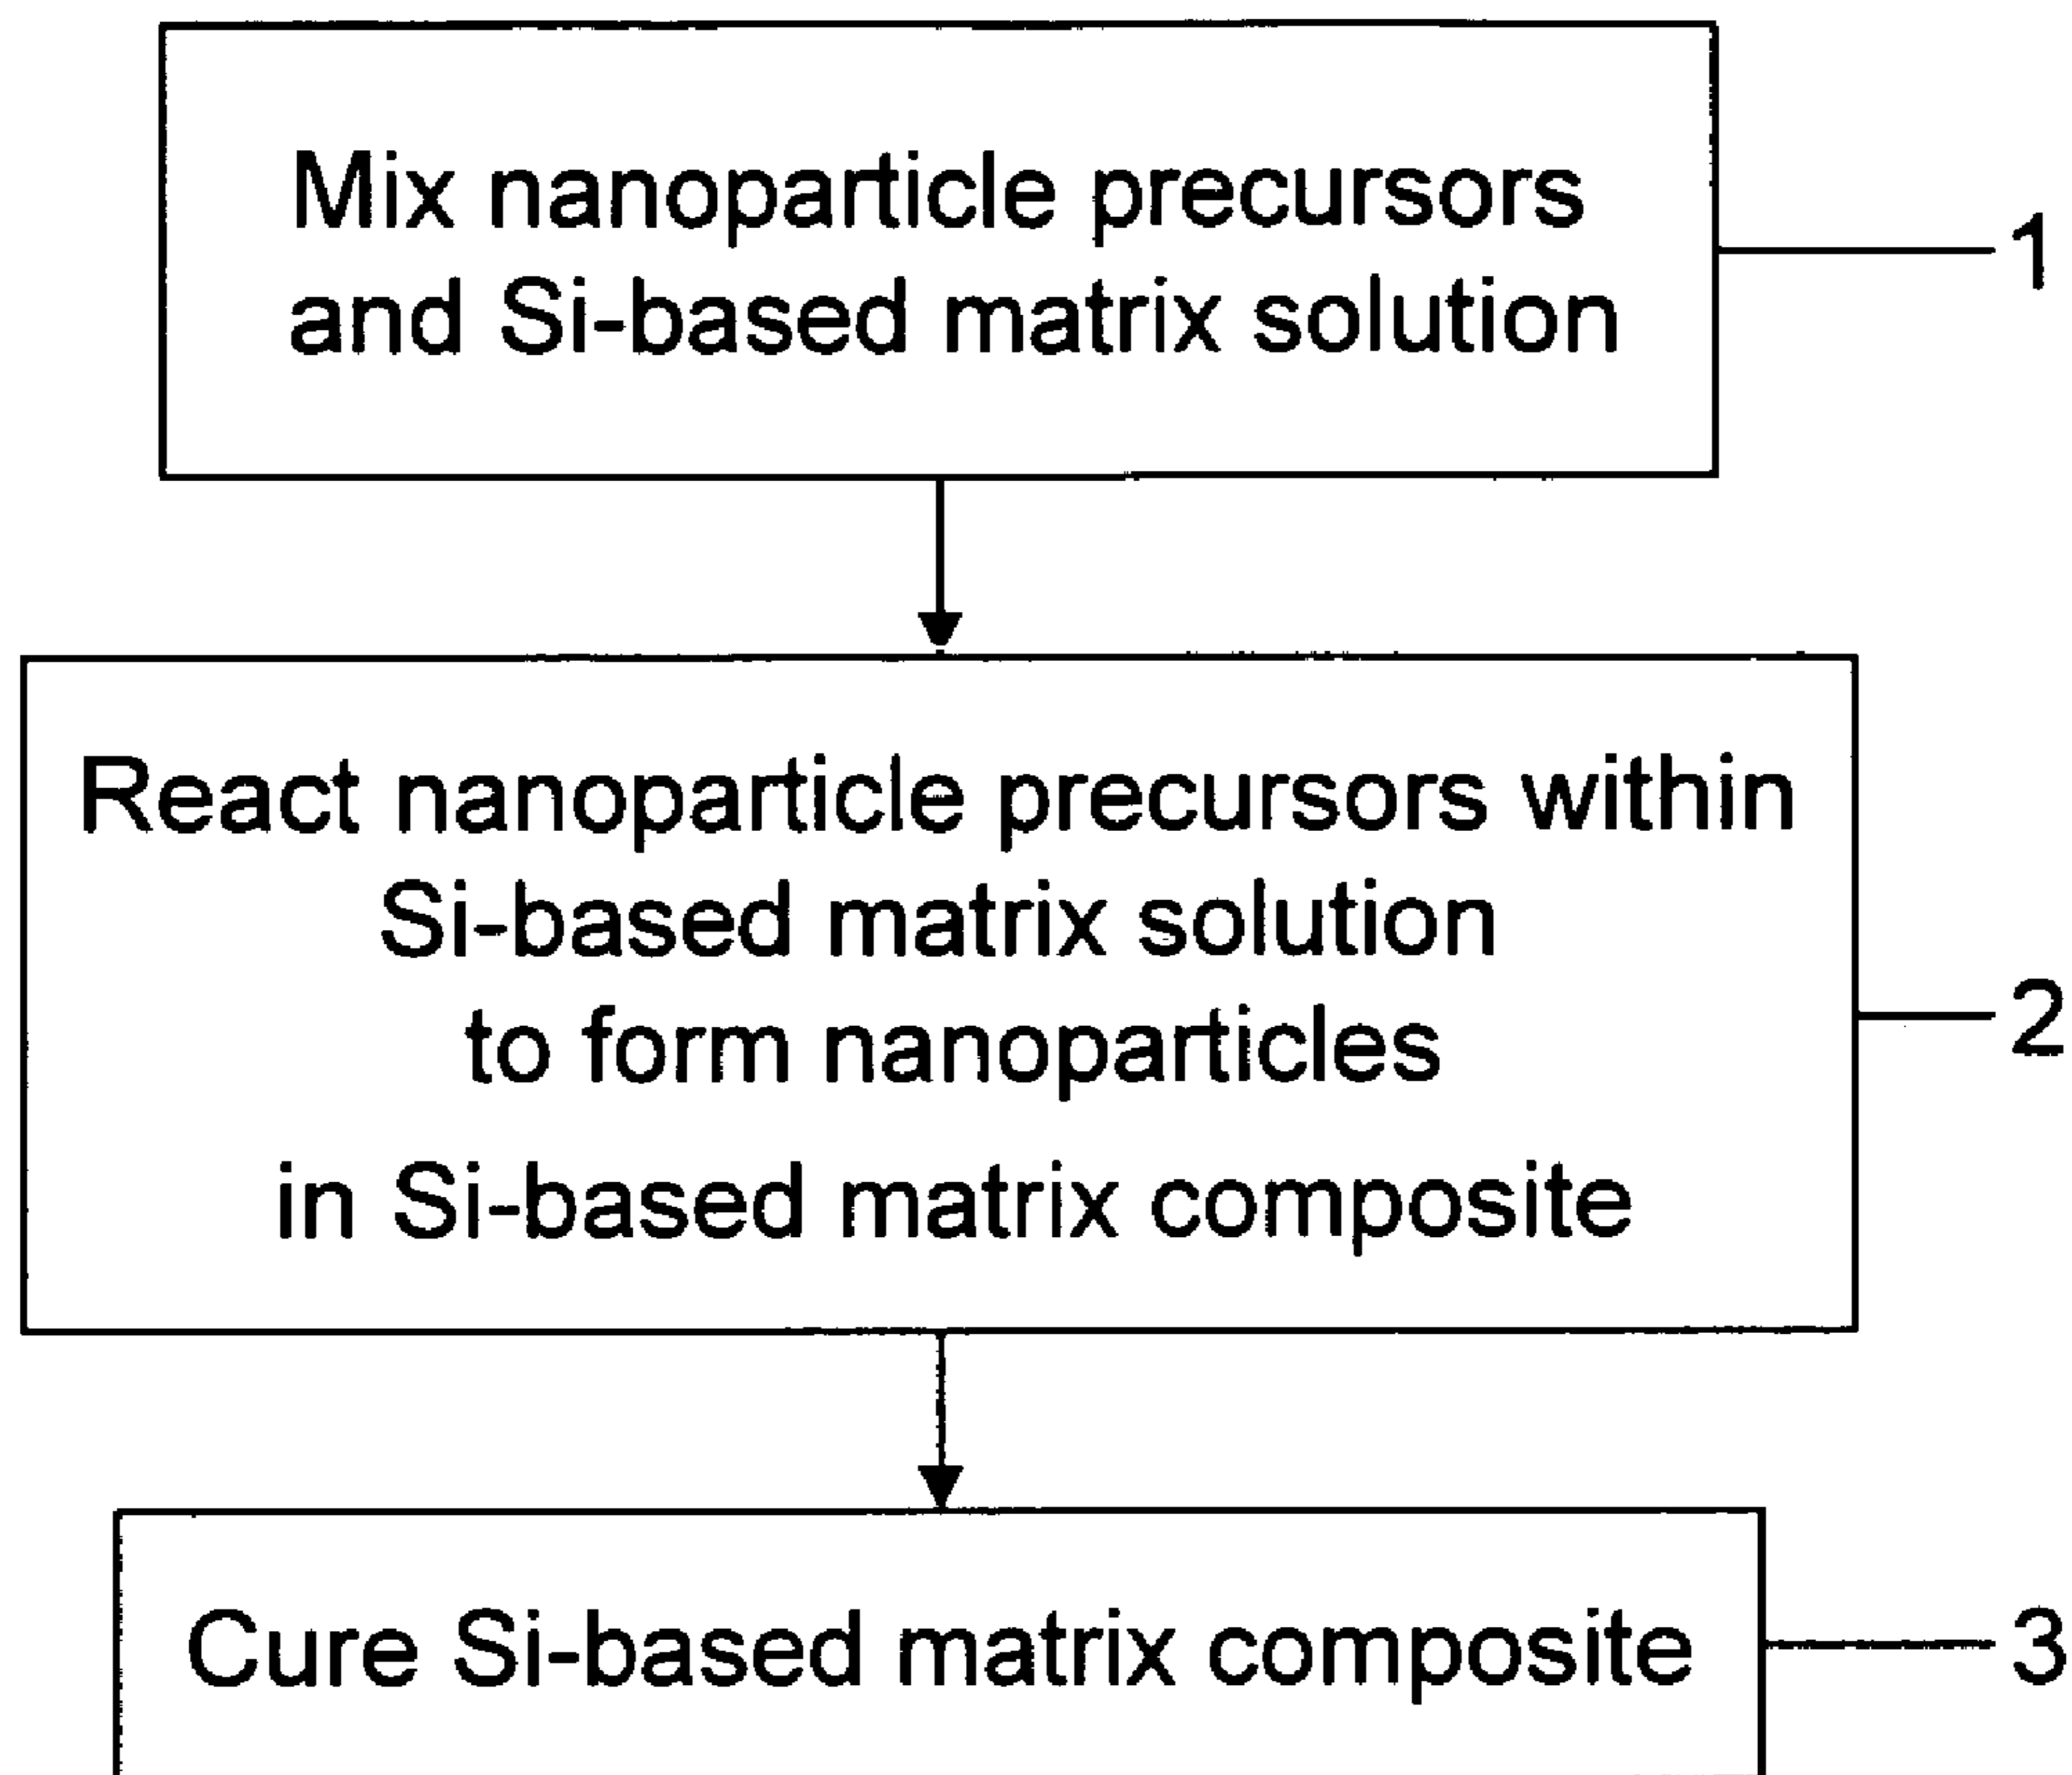 Mix nanoparticle precursors
and Si-based matrix solution
1
React nanoparticle precursors within
Si-based matrix solution
to form nanoparticles
in Si-based matrix composite
2
Cure Si-based matrix composite
3